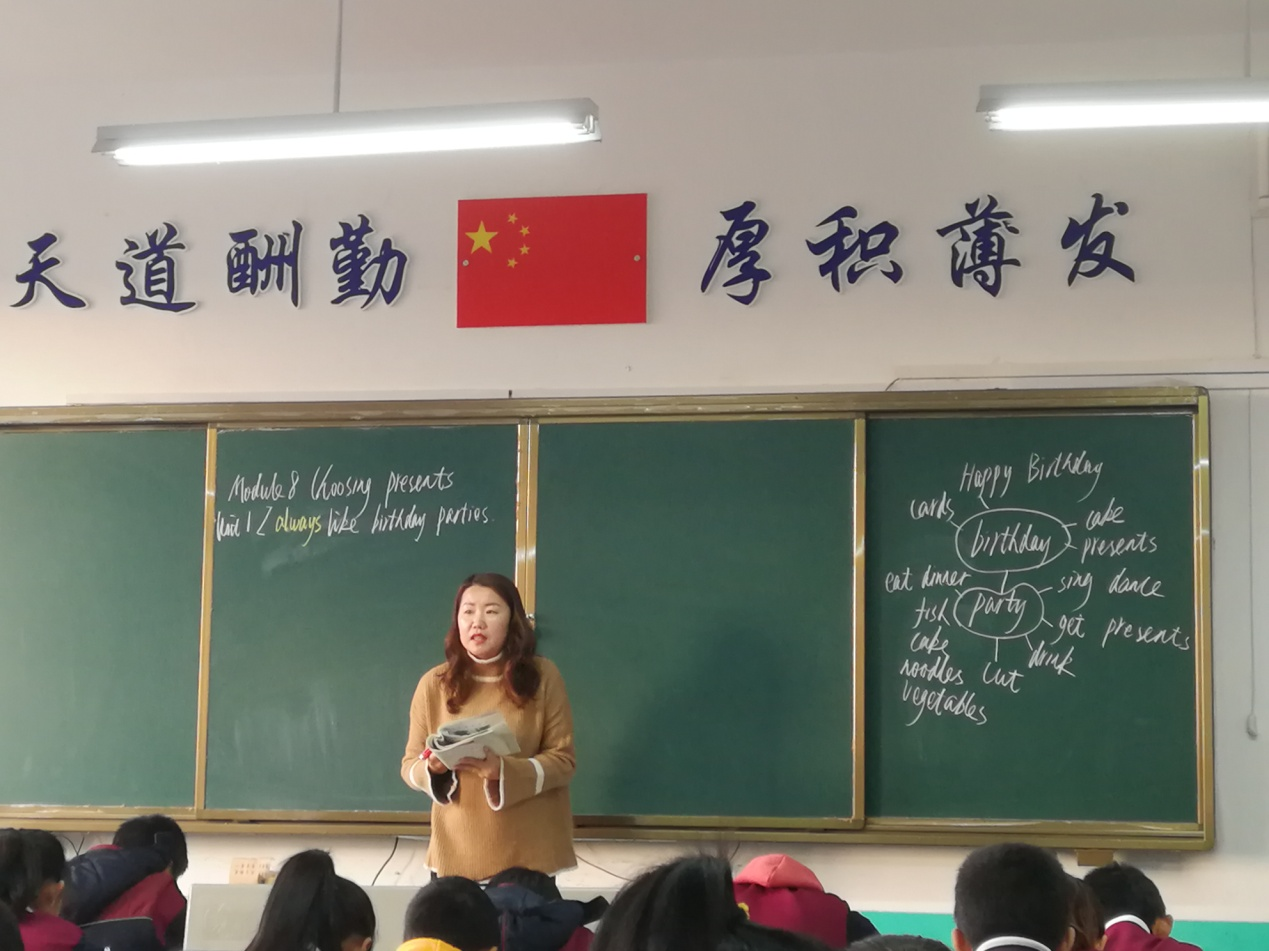 天道酬勤 厚积薄发
Module 8 Choosing presents
Unit 1 I always like birthday parties.
Happy Birthday
cards
cake
birthday
presents
eat dinner
sing dance
party
fish
get presents
cake
drink
noodles
cut
vegetables